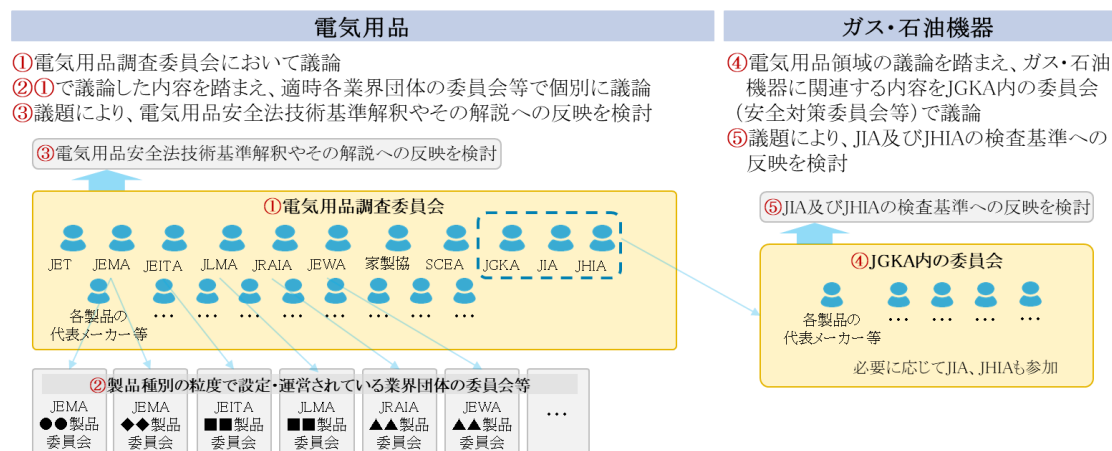 電気用品
①電気用品調査委員会において議論
②①で議論した内容を踏まえ、適時各業界団体の委員会等で個別に議論
③議題により、電気用品安全法技術基準解釈やその解説への反映を検討
③電気用品安全法技術基準解釈やその解説への反映を検討
①電気用品調査委員会
JET JEMA JEITA JLMA JRAIA JEWA 家製協 SCEA JGKA JIA JHIA
各製品の
代表メーカー等
… … … … … … … …
②製品種別の粒度で設定・運営されている業界団体の委員会等
JEMA
●●製品
委員会
JEMA
◆◆製品
委員会
JEITA
■■製品
委員会
JLMA
■■製品
委員会
JRAIA
▲▲製品
委員会
JEWA
▲▲製品
委員会
…
ガス・石油機器
④電気用品領域の議論を踏まえ、ガス・石油
機器に関連する内容をJGKA内の委員会
（安全対策委員会等）で議論
⑤議題により、JIA及びJHIAの検査基準への
反映を検討
⑤JIA及びJHIAの検査基準への反映を検討
④JGKA内の委員会
各製品の
代表メーカー等
… … … …
必要に応じてJIA、JHIAも参加